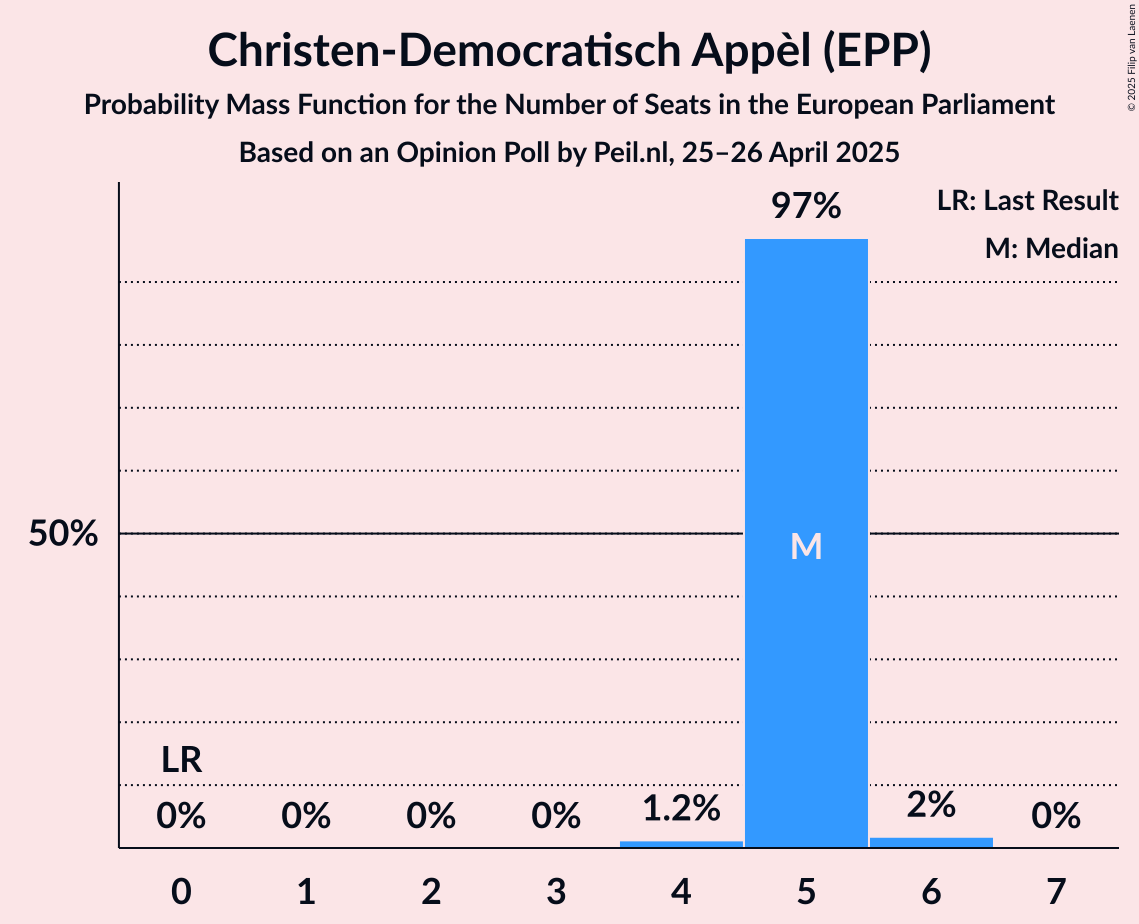 Christen-Democratisch Appèl (EPP)
Probability Mass Function for the Number of Seats in the European Parliament
Based on an Opinion Poll by Peil.nl, 25–26 April 2025
© 2025 Filip van Laenen
LR: Last Result
M: Median
97%
50%
M
LR
0%
0%
0%
0%
1.2%
2%
0%
0
1
2
3
4
5
6
7